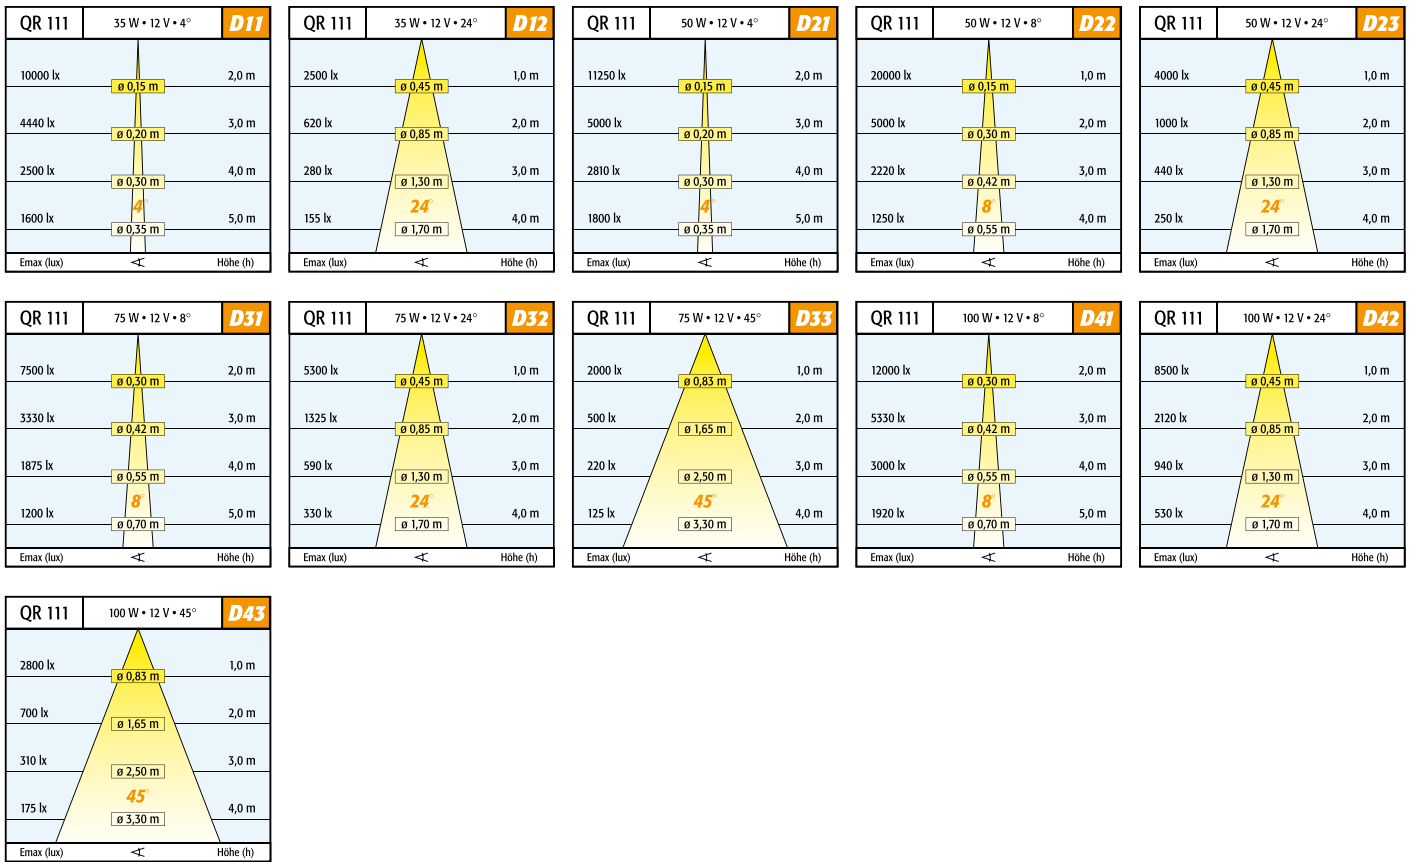 QR 111 35 W • 12 V • 4° D11
10000 lx 2,0 m
ø 0,15 m
4440 lx 3,0 m
ø 0,20 m
2500 lx 4,0 m
ø 0,30 m
4°
1600 lx 5,0 m
ø 0,35 m
Emax (lux) Höhe (h)
QR 111 35 W • 12 V • 24° D12
2500 lx 1,0 m
ø 0,45 m
620 lx 2,0 m
ø 0,85 m
280 lx 3,0 m
ø 1,30 m
24°
155 lx 4,0 m
ø 1,70 m
Emax (lux) Höhe (h)
QR 111 50 W • 12 V • 4° D21
11250 lx 2,0 m
ø 0,15 m
5000 lx 3,0 m
ø 0,20 m
2810 lx 4,0 m
ø 0,30 m
4°
1800 lx 5,0 m
ø 0,35 m
Emax (lux) Höhe (h)
QR 111 50 W • 12 V • 8° D22
20000 lx 1,0 m
ø 0,15 m
5000 lx 2,0 m
ø 0,30 m
2220 lx 3,0 m
ø 0,42 m
8°
1250 lx 4,0 m
ø 0,55 m
Emax (lux) Höhe (h)
QR 111 50 W • 12 V • 24° D23
4000 lx 1,0 m
ø 0,45 m
1000 lx 2,0 m
ø 0,85 m
440 lx 3,0 m
ø 1,30 m
24°
250 lx 4,0 m
ø 1,70 m
Emax (lux) Höhe (h)
QR 111 75 W • 12 V • 8° D31
7500 lx 2,0 m
ø 0,30 m
3330 lx 3,0 m
ø 0,42 m
1875 lx 4,0 m
ø 0,55 m
8°
1200 lx 5,0 m
ø 0,70 m
Emax (lux) Höhe (h)
QR 111 75 W • 12 V • 24° D32
5300 lx 1,0 m
ø 0,45 m
1325 lx 2,0 m
ø 0,85 m
590 lx 3,0 m
ø 1,30 m
24°
330 lx 4,0 m
ø 1,70 m
Emax (lux) Höhe (h)
QR 111 75 W • 12 V • 45° D33
2000 lx 1,0 m
ø 0,83 m
500 lx 2,0 m
ø 1,65 m
220 lx 3,0 m
ø 2,50 m
45°
125 lx 4,0 m
ø 3,30 m
Emax (lux) Höhe (h)
QR 111 100 W • 12 V • 8° D41
12000 lx 2,0 m
ø 0,30 m
5330 lx 3,0 m
ø 0,42 m
3000 lx 4,0 m
ø 0,55 m
8°
1920 lx 5,0 m
ø 0,70 m
Emax (lux) Höhe (h)
QR 111 100 W • 12 V • 24° D42
8500 lx 1,0 m
ø 0,45 m
2120 lx 2,0 m
ø 0,85 m
940 lx 3,0 m
ø 1,30 m
24°
530 lx 4,0 m
ø 1,70 m
Emax (lux) Höhe (h)
QR 111 100 W • 12 V • 45° D43
2800 lx 1,0 m
ø 0,83 m
700 lx 2,0 m
ø 1,65 m
310 lx 3,0 m
ø 2,50 m
45°
175 lx 4,0 m
ø 3,30 m
Emax (lux) Höhe (h)